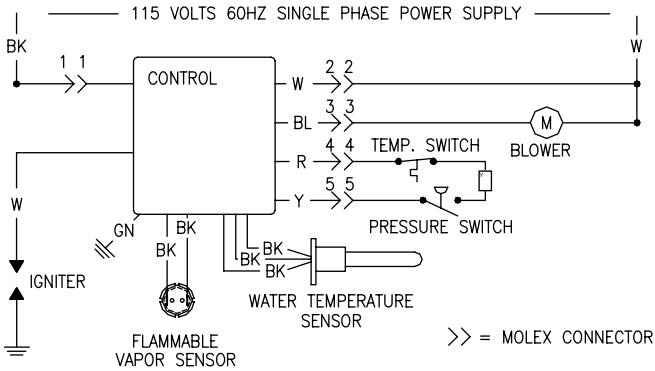 115 VOLTS 60HZ SINGLE PHASE POWER SUPPLY
BK
W
1 1
CONTROL
W
2 2
BL
3 3
M
BLOWER
R
4 4
TEMP. SWITCH
Y
5 5
PRESSURE SWITCH
W
GN
BK
BK
BK
BK
BK
IGNITER
WATER TEMPERATURE
SENSOR
FLAMMABLE
VAPOR SENSOR
>> = MOLEX CONNECTOR